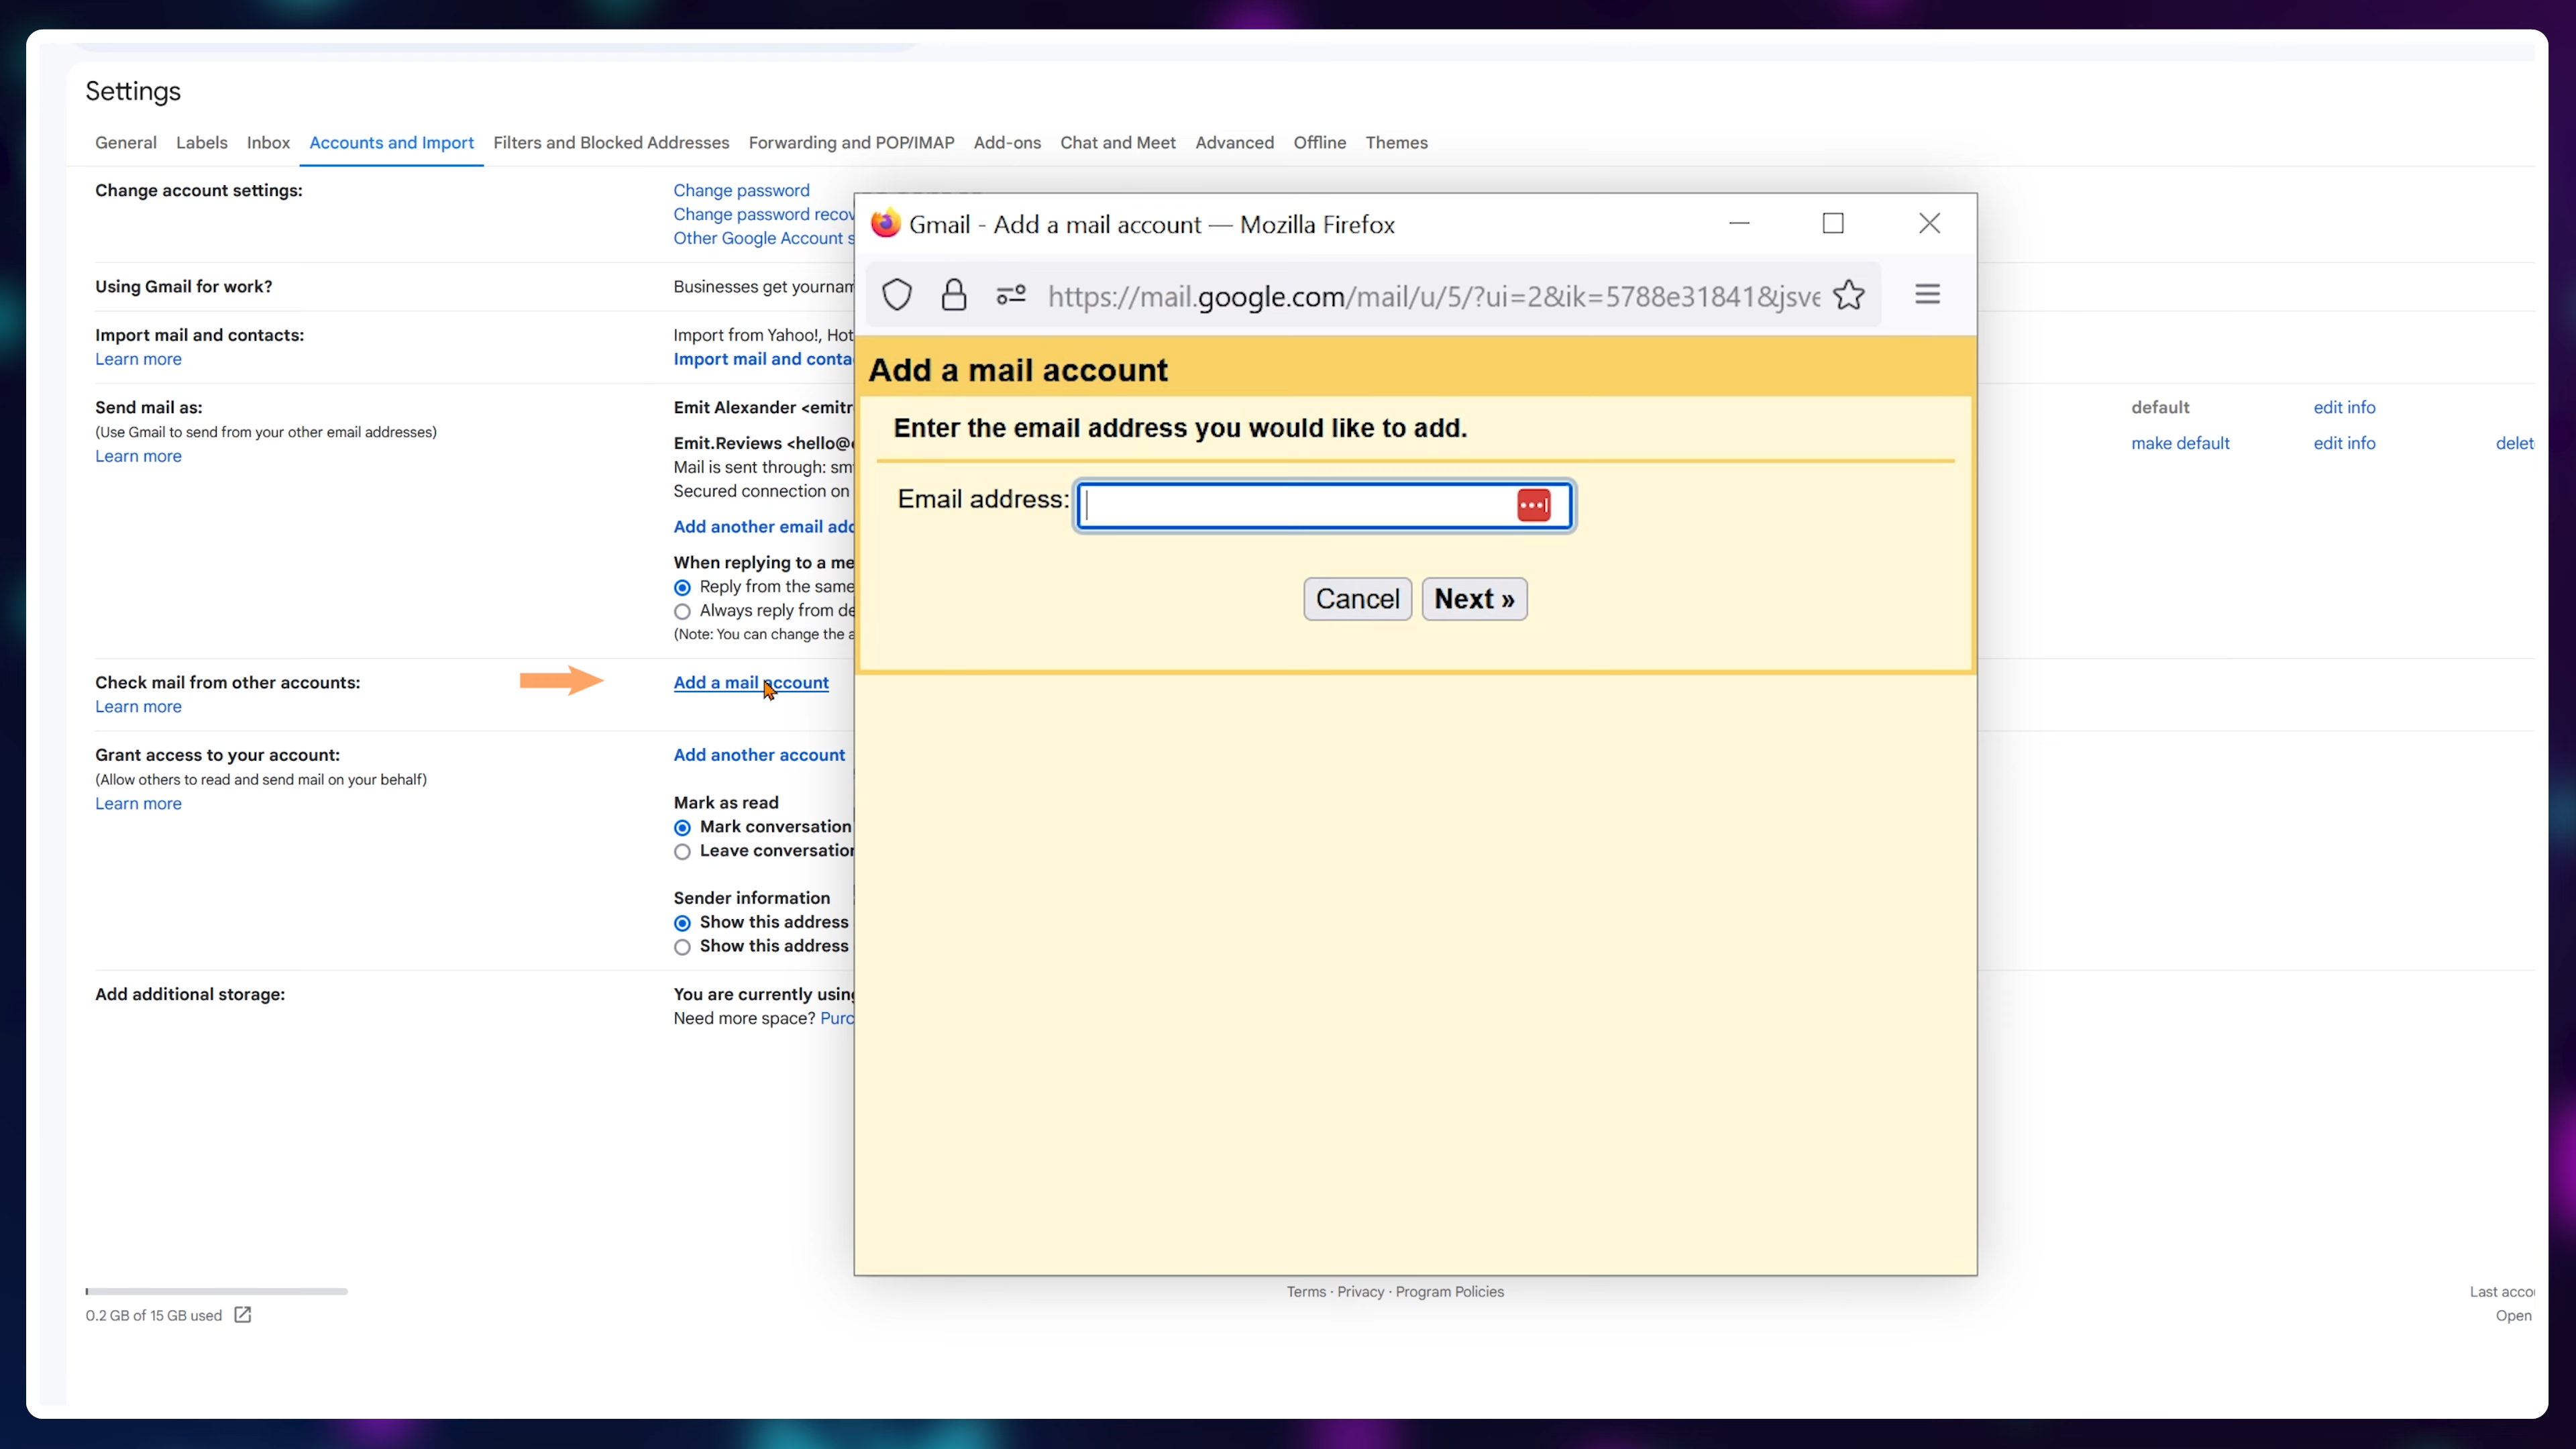 Settings
General Labels Inbox Accounts and Import Filters and Blocked Addresses Forwarding and POP/IMAP Add-ons Chat and Meet Advanced Offline Themes
Change account settings:
Change password
Change password recov
Other Google Account s
Using Gmail for work?
Businesses get yournam
Import mail and contacts:
Learn more
Import from Yahoo!, Hot
Import mail and conta
Send mail as:
(Use Gmail to send from your other email addresses)
Learn more
Emit Alexander <emitr
default edit info
Emit.Reviews <hello@
make default edit info delet
Mail is sent through: sm
Secured connection on
Add another email add
When replying to a me
Reply from the same
Always reply from de
(Note: You can change the a
Check mail from other accounts:
Learn more
Add a mail account
Grant access to your account:
(Allow others to read and send mail on your behalf)
Learn more
Add another account
Mark as read
Mark conversation
Leave conversation
Sender information
Show this address
Show this address
Add additional storage:
You are currently using
Need more space? Purc
Gmail - Add a mail account — Mozilla Firefox
https://mail.google.com/mail/u/5/?ui=2&ik=5788e31841&jsve
Add a mail account
Enter the email address you would like to add.
Email address:
Cancel Next »
0.2 GB of 15 GB used
Terms · Privacy · Program Policies
Last acco
Open